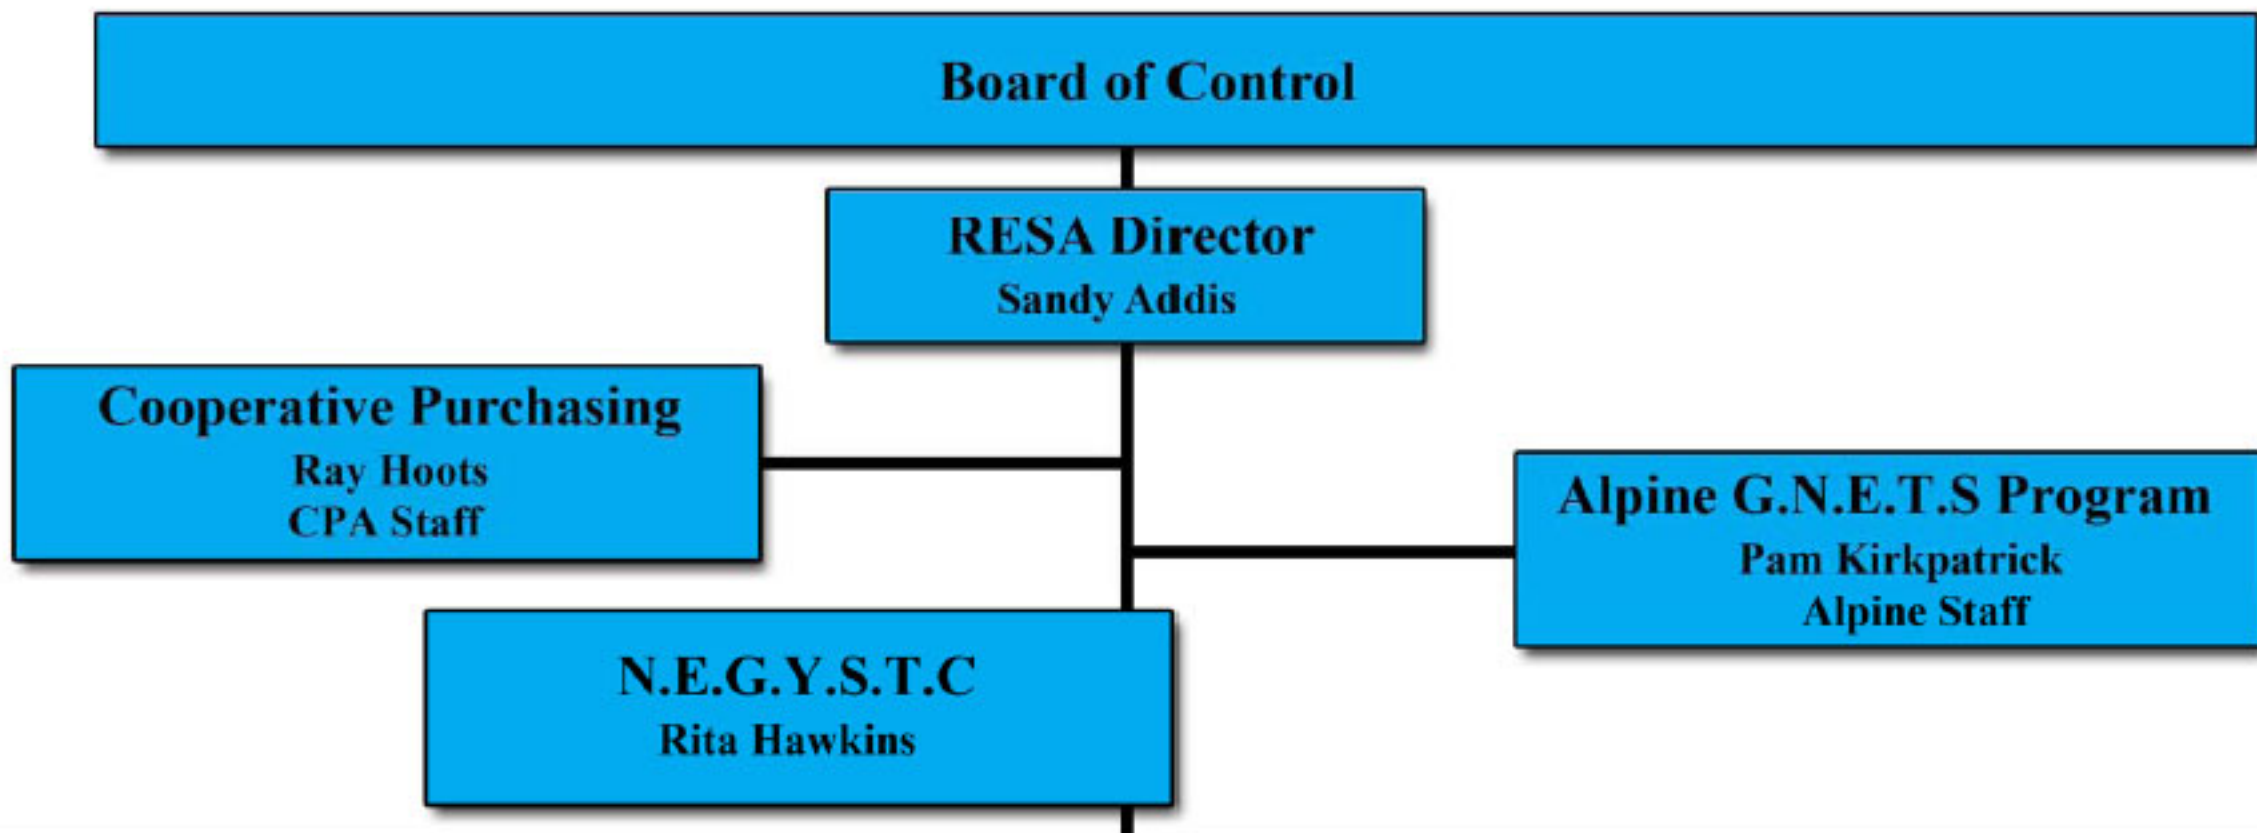 Board of Control
RESA Director
Sandy Addis
Cooperative Purchasing
Ray Hoots
CPA Staff
Alpine G.N.E.T.S Program
Pam Kirkpatrick
Alpine Staff
N.E.G.Y.S.T.C
Rita Hawkins